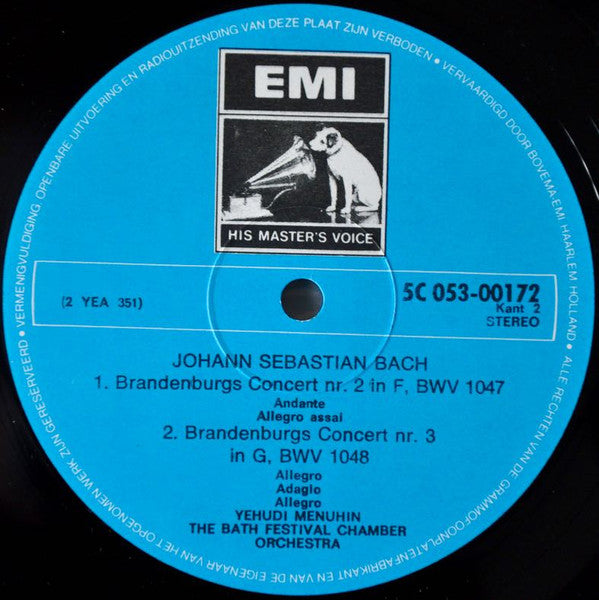 EMI
HIS MASTER'S VOICE
(2 YEA 351)
5C 053-00172
Kant 2
STEREO
JOHANN SEBASTIAN BACH
1. Brandenburgs Concert nr. 2 in F, BWV 1047
Andante
Allegro assai
2. Brandenburgs Concert nr. 3
in G, BWV 1048
Allegro
Adagio
Allegro
YEHUDI MENUHIN
THE BATH FESTIVAL CHAMBER
ORCHESTRA
• VERVAARDIGD DOOR BOVEMA-EMI HAARLEM HOLLAND • ALLE RECHTEN VAN DE GRAMMOFOONPLATENFABRIKANT EN VAN DE EIGENAAR VAN HET OPGENOMEN WERK ZIJN GERESERVEERD • VERMENIGVULDIGING, OPENBARE UITVOERING EN RADIOUITZENDING VAN DEZE PLAAT ZIJN VERBODEN